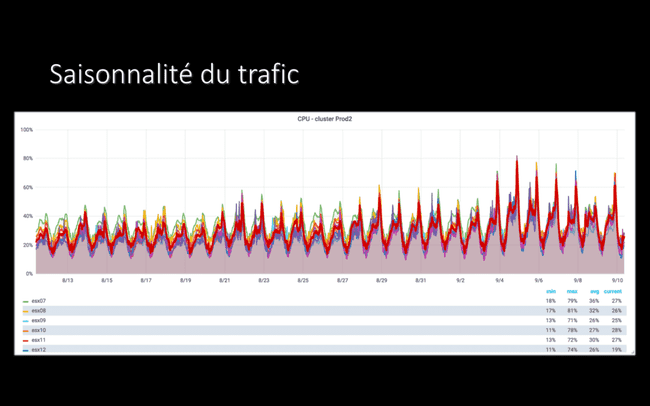 Saisonnalité du trafic
CPU - cluster Prod2
100%
80%
60%
40%
20%
0%
8/13 8/15 8/17 8/19 8/21 8/23 8/25 8/27 8/29 8/31 9/2 9/4 9/6 9/8 9/10
min max avg current
esx07 18% 79% 36% 27%
esx08 17% 81% 32% 26%
esx09 13% 71% 26% 25%
esx10 11% 78% 27% 28%
esx11 13% 72% 30% 27%
esx12 11% 74% 26% 19%